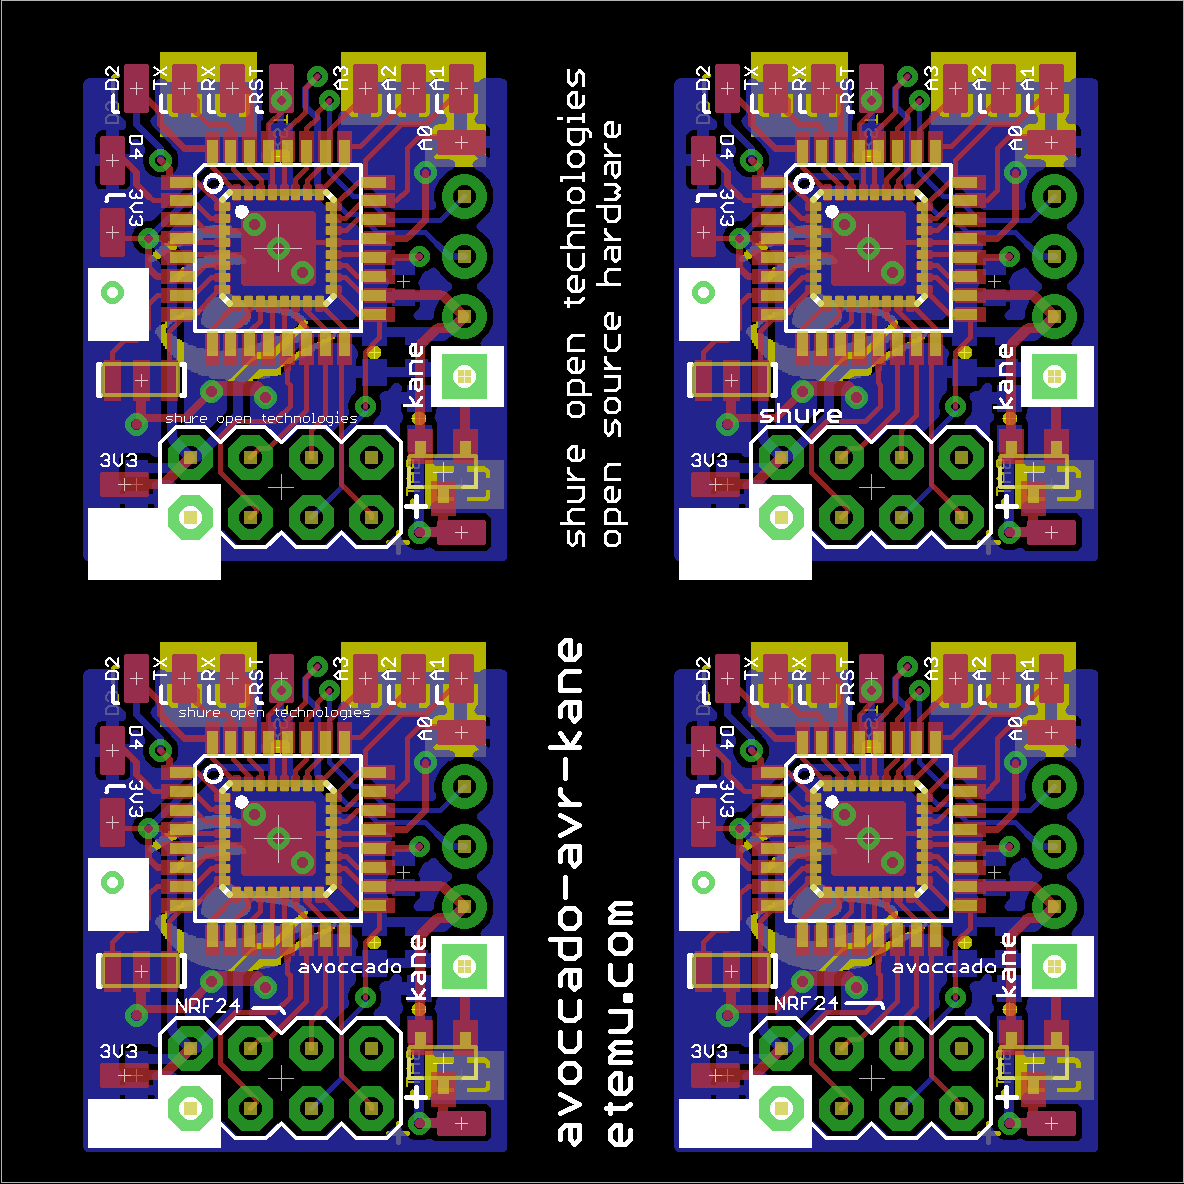 D2 TX RX RST A3 A2 A1
D4
3V3
A0
kane
shure open technologies
3V3
+
shure open technologies
open source hardware
D2 TX RX RST A3 A2 A1
D4
3V3
A0
kane
shure
3V3
+
D2 TX RX RST A3 A2 A1
shure open technologies
D4
3V3
A0
kane
avoccado
NRF24
3V3
+
avoccado-avr-kane
etemu.com
D2 TX RX RST A3 A2 A1
D4
3V3
A0
kane
avoccado
NRF24
3V3
+